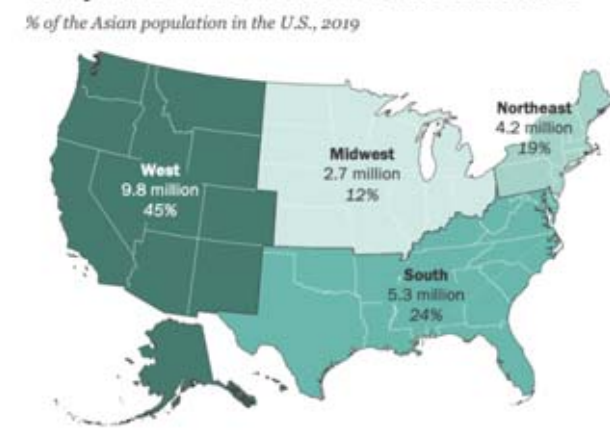 % of the Asian population in the U.S., 2019
Northeast
4.2 million
19%
Midwest
2.7 million
12%
West
9.8 million
45%
South
5.3 million
24%